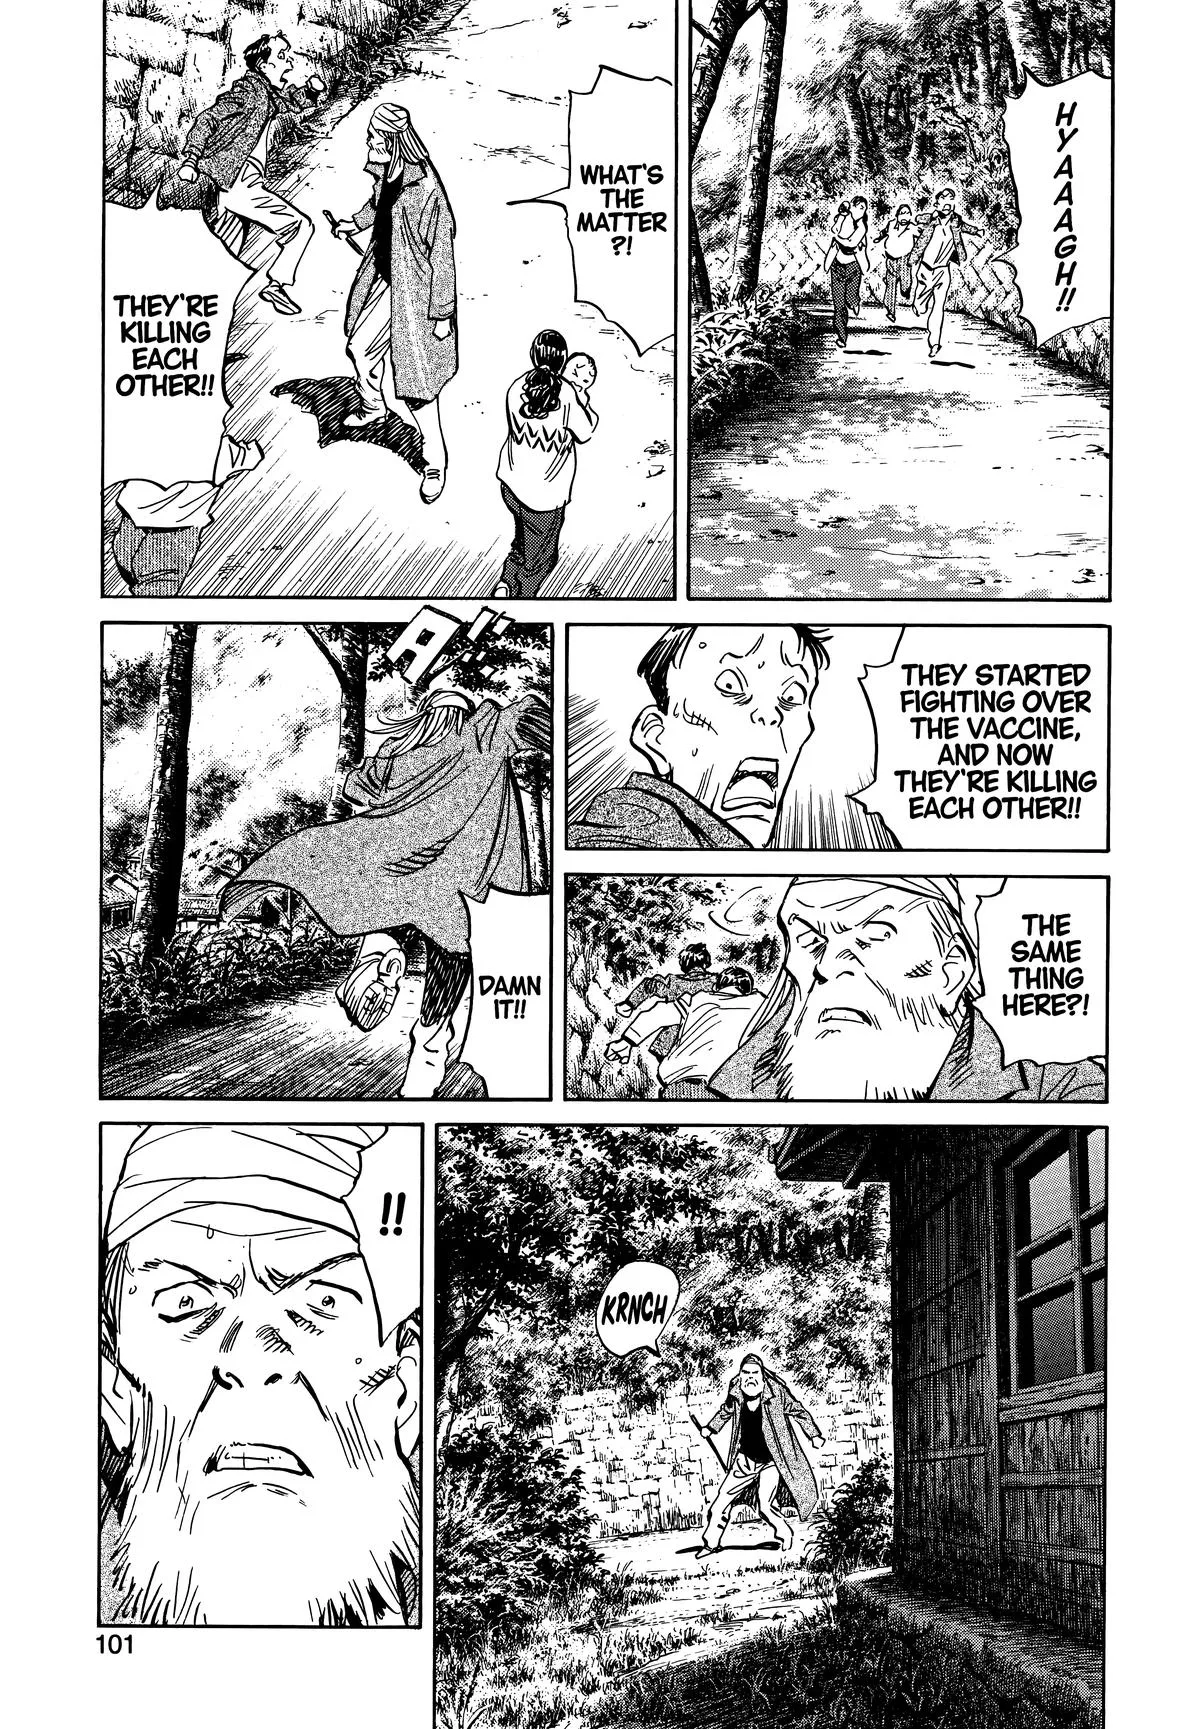 HYAAAGH!!
WHAT'S
THE
MATTER
?!
THEY'RE
KILLING
EACH
OTHER!!
THEY STARTED
FIGHTING OVER
THE VACCINE,
AND NOW
THEY'RE KILLING
EACH OTHER!!
THE
SAME
THING
HERE?!
DAMN
IT!!
KRNCH
!!
101